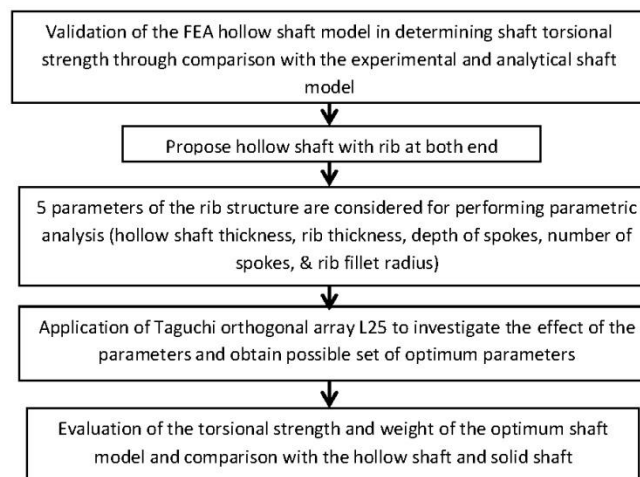 Validation of the FEA hollow shaft model in determining shaft torsional
strength through comparison with the experimental and analytical shaft
model
Propose hollow shaft with rib at both end
5 parameters of the rib structure are considered for performing parametric
analysis (hollow shaft thickness, rib thickness, depth of spokes, number of
spokes, & rib fillet radius)
Application of Taguchi orthogonal array L25 to investigate the effect of the
parameters and obtain possible set of optimum parameters
Evaluation of the torsional strength and weight of the optimum shaft
model and comparison with the hollow shaft and solid shaft